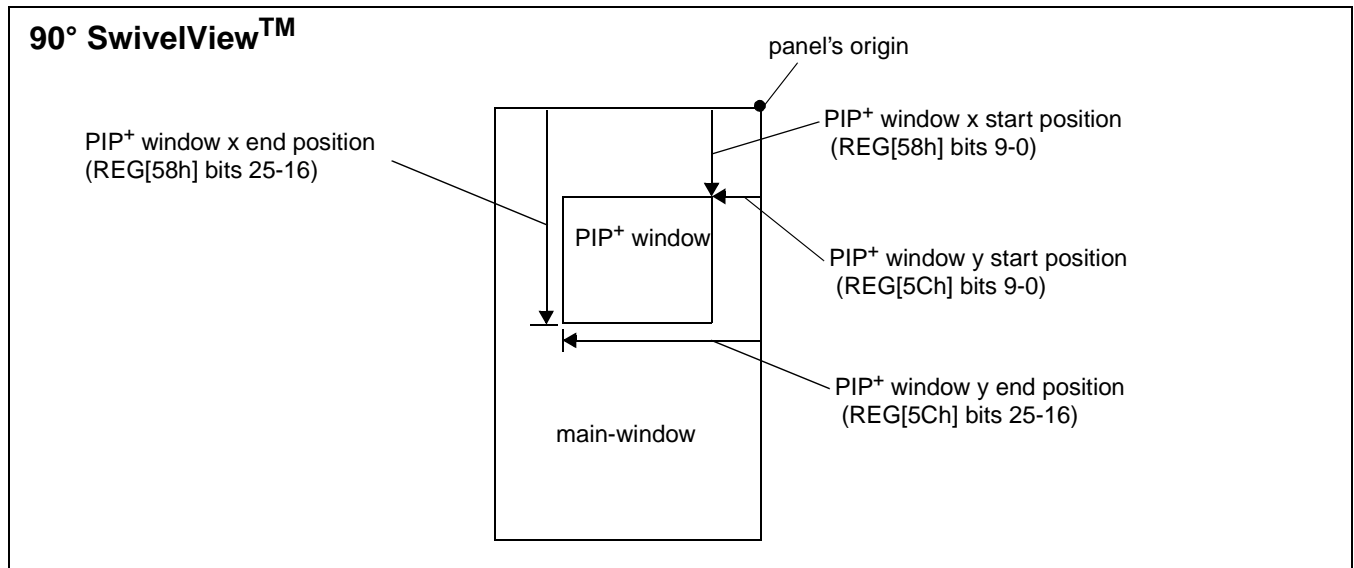 90° SwivelView™
panel's origin
PIP+ window x end position
(REG[58h] bits 25-16)
PIP+ window x start position
(REG[58h] bits 9-0)
PIP+ window
PIP+ window y start position
(REG[5Ch] bits 9-0)
PIP+ window y end position
(REG[5Ch] bits 25-16)
main-window